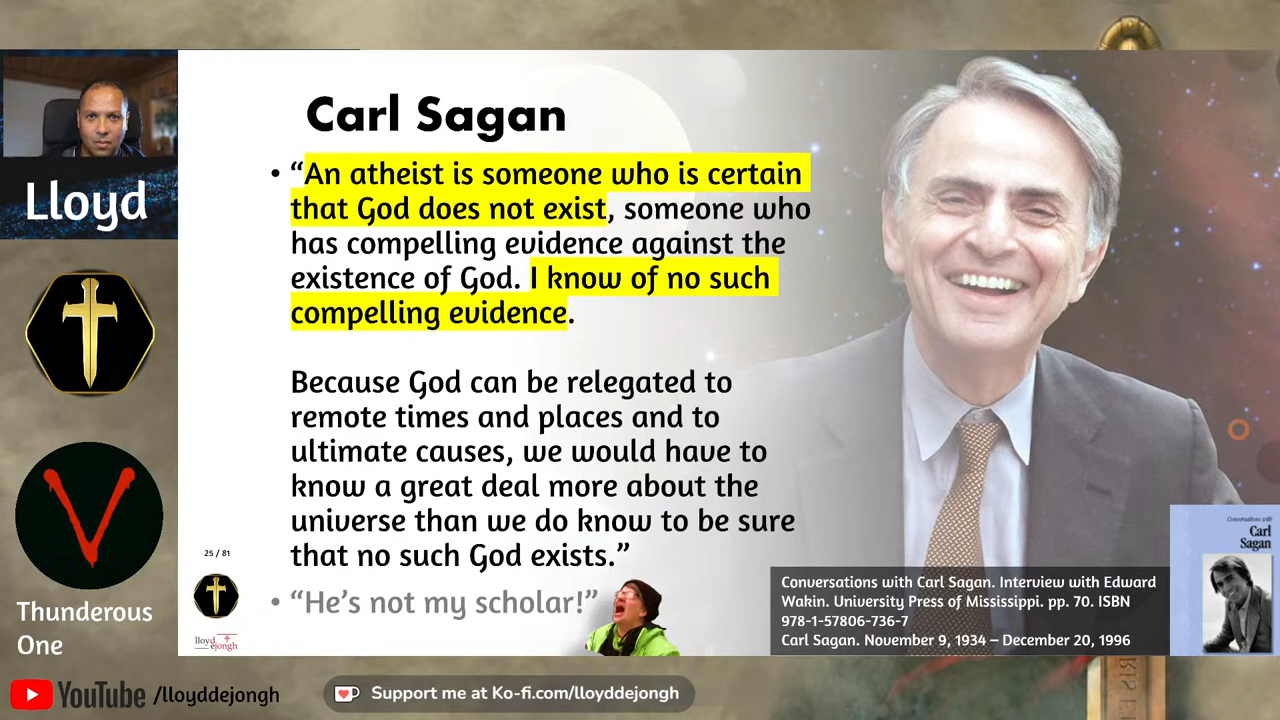 Lloyd
Thunderous
One
Carl Sagan
• “An atheist is someone who is certain
that God does not exist, someone who
has compelling evidence against the
existence of God. I know of no such
compelling evidence.
Because God can be relegated to
remote times and places and to
ultimate causes, we would have to
know a great deal more about the
universe than we do know to be sure
that no such God exists.”
• “He’s not my scholar!”
25 / 81
lloyd
dejongh
Conversations with Carl Sagan. Interview with Edward
Wakin. University Press of Mississippi. pp. 70. ISBN
978-1-57806-736-7
Carl Sagan. November 9, 1934 – December 20, 1996
Conversations with
Carl
Sagan
YouTube /lloyddejongh
Support me at Ko-fi.com/lloyddejongh